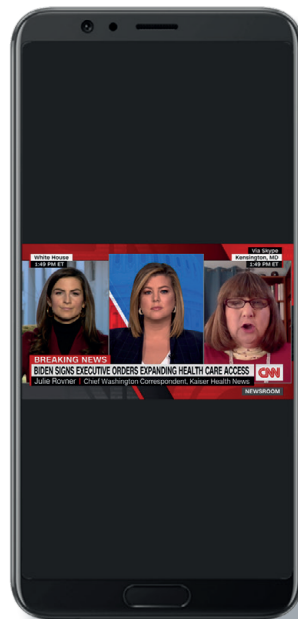 Via Skype
White House
Kensington, MD
1:49 PM ET
1:49 PM ET
BREAKING NEWS
BIDEN SIGNS EXECUTIVE ORDERS EXPANDING HEALTH CARE ACCESS
CNN
Julie Rovner | Chief Washington Correspondent, Kaiser Health News
NEWSROOM